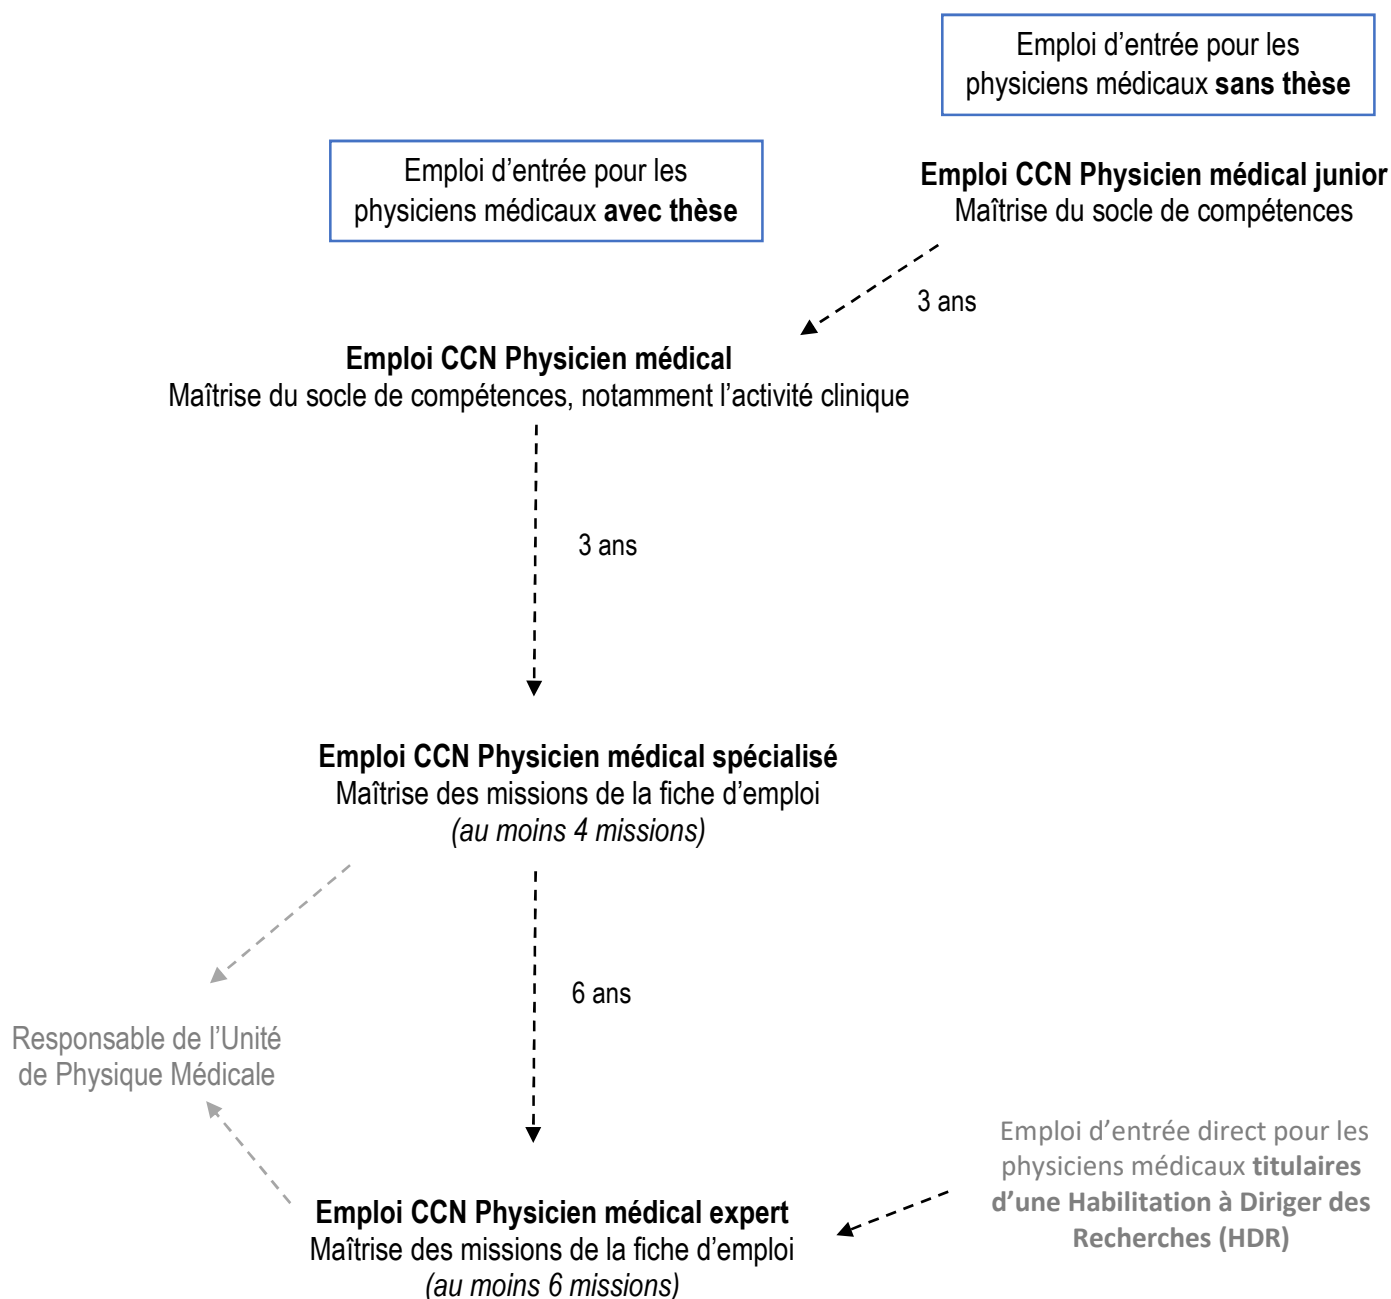 Emploi d’entrée pour les
physiciens médicaux sans thèse
Emploi d’entrée pour les
physiciens médicaux avec thèse
Emploi CCN Physicien médical junior
Maîtrise du socle de compétences
3 ans
Emploi CCN Physicien médical
Maîtrise du socle de compétences, notamment l’activité clinique
3 ans
Emploi CCN Physicien médical spécialisé
Maîtrise des missions de la fiche d’emploi
(au moins 4 missions)
6 ans
Responsable de l’Unité
de Physique Médicale
Emploi d’entrée direct pour les
physiciens médicaux titulaires
d’une Habilitation à Diriger des
Recherches (HDR)
Emploi CCN Physicien médical expert
Maîtrise des missions de la fiche d’emploi
(au moins 6 missions)